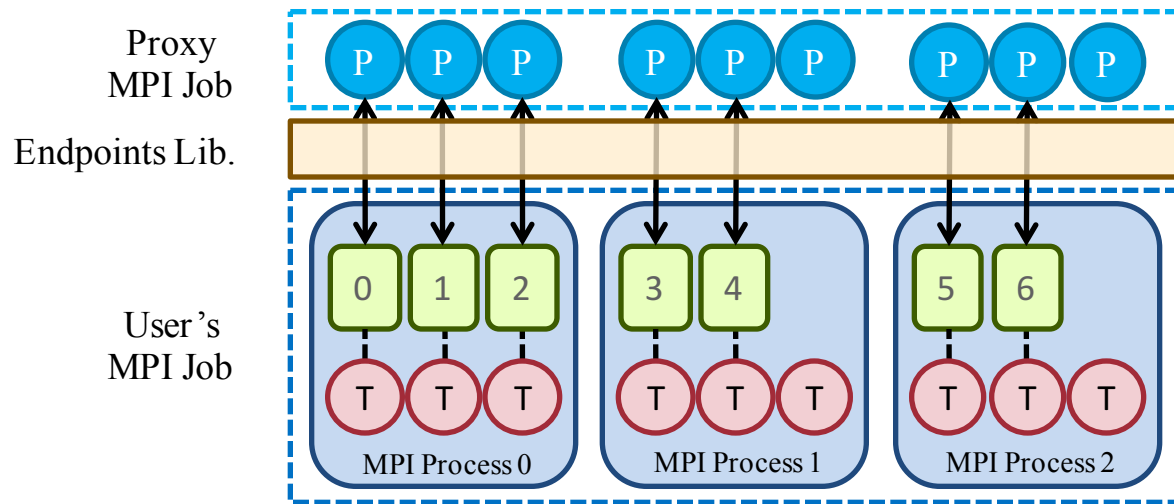 Proxy
MPI Job
P P P P P P P P P
Endpoints Lib.
0 1 2 3 4 5 6
User's
MPI Job
T T T T T T T T T
MPI Process 0 MPI Process 1 MPI Process 2